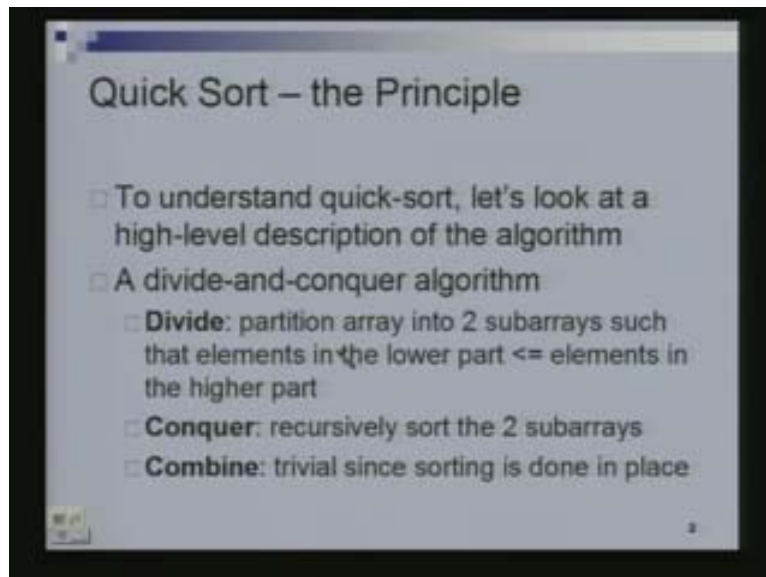 Quick Sort – the Principle
To understand quick-sort, let's look at a
high-level description of the algorithm
A divide-and-conquer algorithm
Divide: partition array into 2 subarrays such
that elements in the lower part <= elements in
the higher part
Conquer: recursively sort the 2 subarrays
Combine: trivial since sorting is done in place